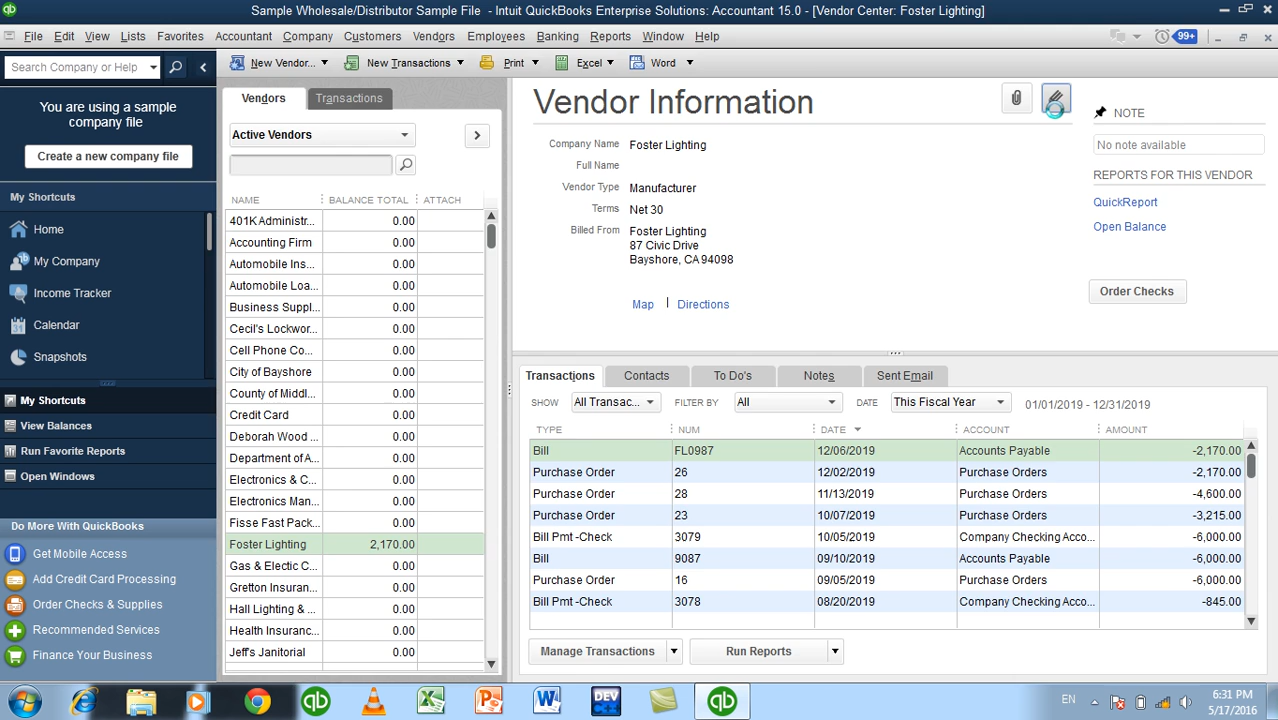 Sample Wholesale/Distributor Sample File - Intuit QuickBooks Enterprise Solutions: Accountant 15.0 - [Vendor Center: Foster Lighting]
File Edit View Lists Favorites Accountant Company Customers Vendors Employees Banking Reports Window Help 99+
Search Company or Help
You are using a sample
company file
Create a new company file
My Shortcuts
Home
My Company
Income Tracker
Calendar
Snapshots
My Shortcuts
View Balances
Run Favorite Reports
Open Windows
Do More With QuickBooks
Get Mobile Access
Add Credit Card Processing
Order Checks & Supplies
Recommended Services
Finance Your Business
New Vendor... New Transactions Print Excel Word
Vendors Transactions
Active Vendors
NAME BALANCE TOTAL ATTACH
401K Administr... 0.00
Accounting Firm 0.00
Automobile Ins... 0.00
Automobile Loa... 0.00
Business Suppl... 0.00
Cecil's Lockwor... 0.00
Cell Phone Co... 0.00
City of Bayshore 0.00
County of Middl... 0.00
Credit Card 0.00
Deborah Wood ... 0.00
Department of A... 0.00
Electronics & C... 0.00
Electronics Man... 0.00
Fisse Fast Pack... 0.00
Foster Lighting 2,170.00
Gas & Electic C... 0.00
Gretton Insuran... 0.00
Hall Lighting & ... 0.00
Health Insuranc... 0.00
Jeff's Janitorial 0.00
Vendor Information
Company Name Foster Lighting
Full Name
Vendor Type Manufacturer
Terms Net 30
Billed From Foster Lighting
87 Civic Drive
Bayshore, CA 94098
Map | Directions
NOTE
No note available
REPORTS FOR THIS VENDOR
QuickReport
Open Balance
Order Checks
Transactions Contacts To Do's Notes Sent Email
SHOW All Transac... FILTER BY All DATE This Fiscal Year 01/01/2019 - 12/31/2019
TYPE NUM DATE ACCOUNT AMOUNT
Bill FL0987 12/06/2019 Accounts Payable -2,170.00
Purchase Order 26 12/02/2019 Purchase Orders -2,170.00
Purchase Order 28 11/13/2019 Purchase Orders -4,600.00
Purchase Order 23 10/07/2019 Purchase Orders -3,215.00
Bill Pmt -Check 3079 10/05/2019 Company Checking Acco... -6,000.00
Bill 9087 09/10/2019 Accounts Payable -6,000.00
Purchase Order 16 09/05/2019 Purchase Orders -6,000.00
Bill Pmt -Check 3078 08/20/2019 Company Checking Acco... -845.00
Manage Transactions Run Reports
EN 6:31 PM
5/17/2016